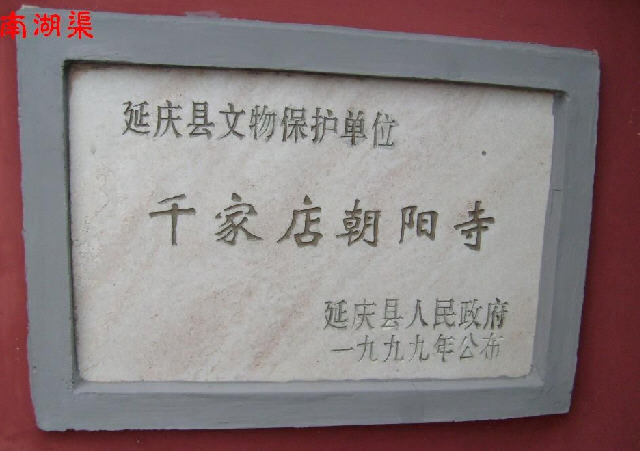 南湖渠
延庆县文物保护单位
千家店朝阳寺
延庆县人民政府
一九九九年公布